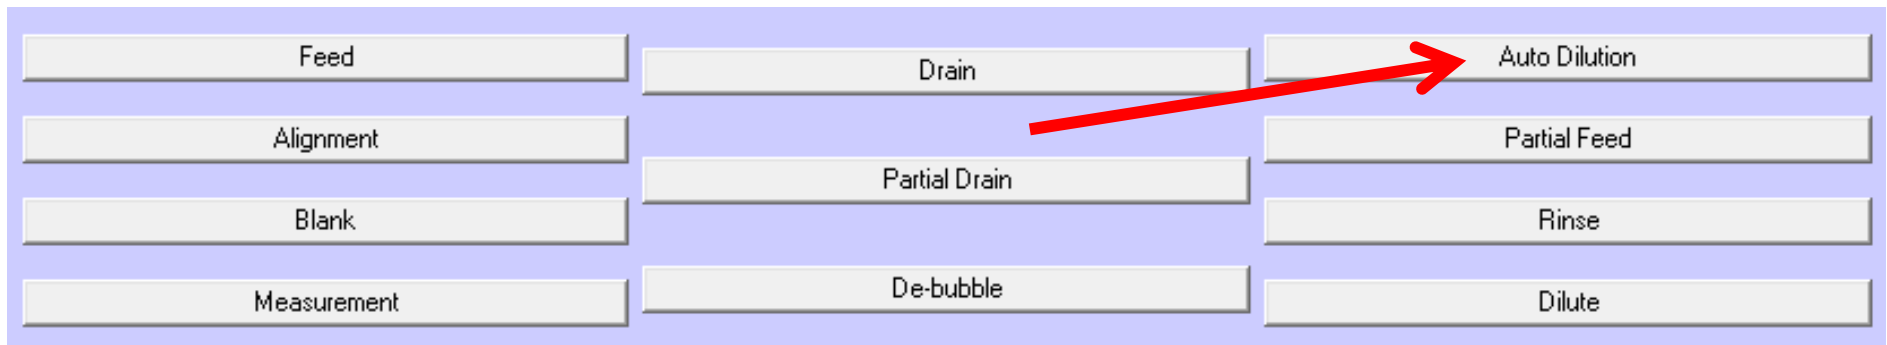 Feed
Alignment
Blank
Measurement
Drain
Partial Drain
De-bubble
Auto Dilution
Partial Feed
Rinse
Dilute